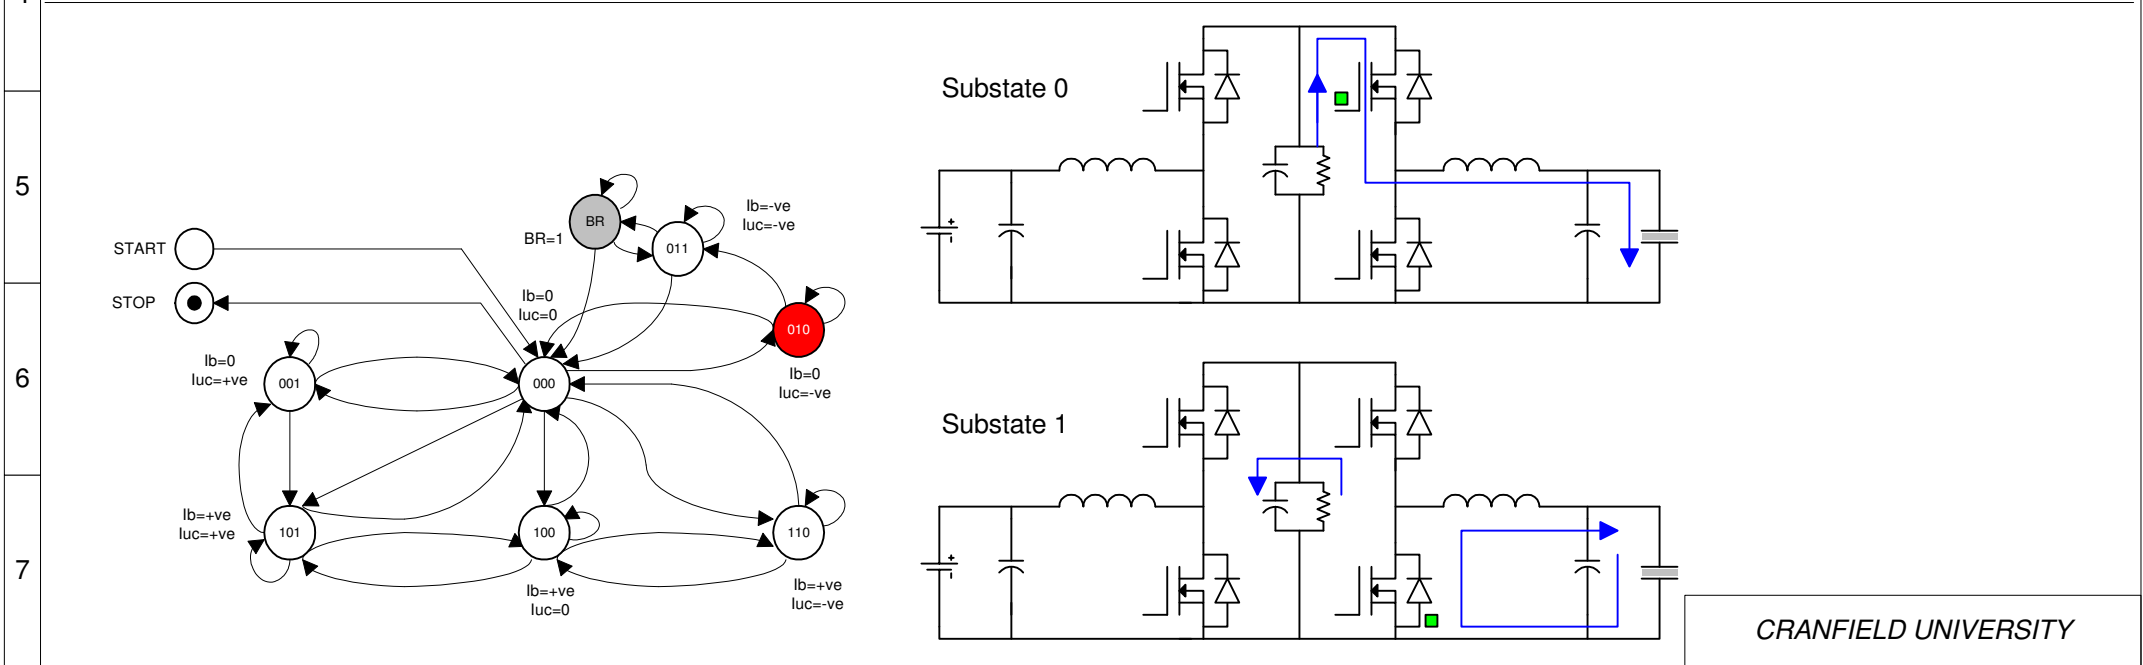 Substate 0
5
BR
BR=1
011
Ib=-ve
Iuc=-ve
START
STOP
Ib=0
Iuc=0
010
Ib=0
Iuc=-ve
6
Ib=0
Iuc=+ve
001
000
Substate 1
7
Ib=+ve
Iuc=+ve
101
100
110
Ib=+ve
Iuc=0
Ib=+ve
Iuc=-ve
+
-
+
-
CRANFIELD UNIVERSITY